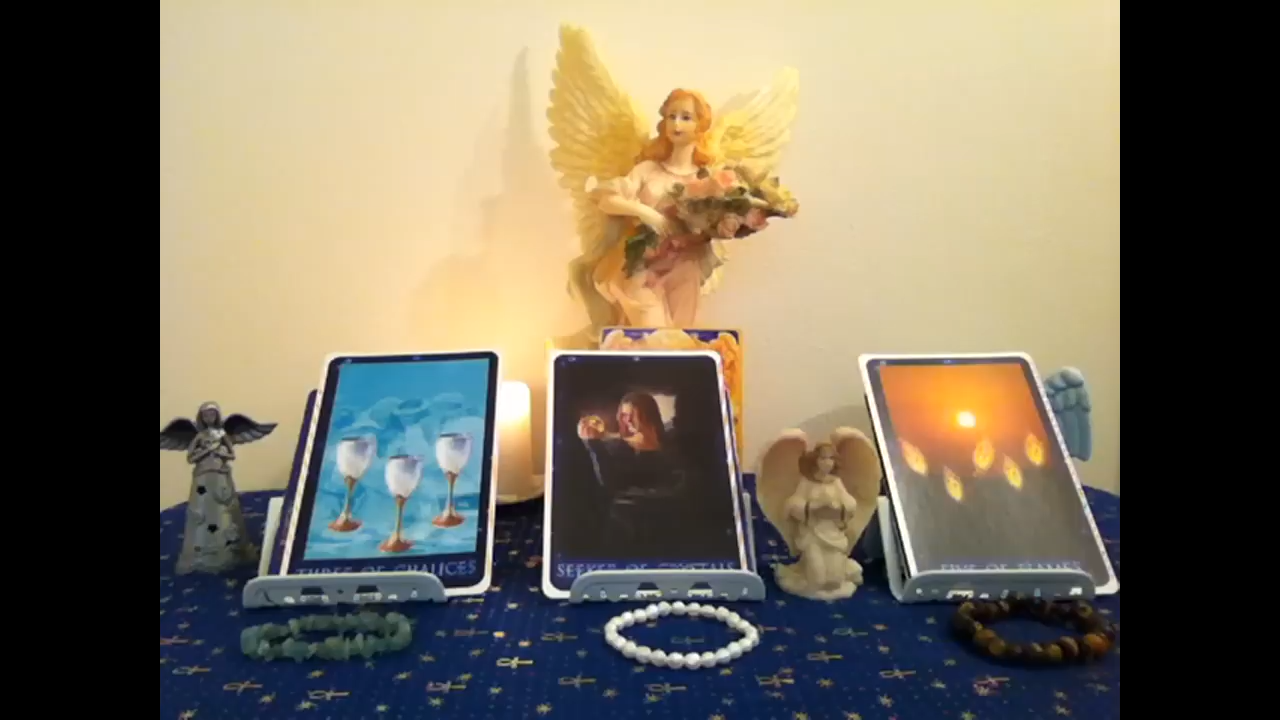 THREE OF CHALICES
SEEKER OF CRYSTALS
FIVE OF FLAMES